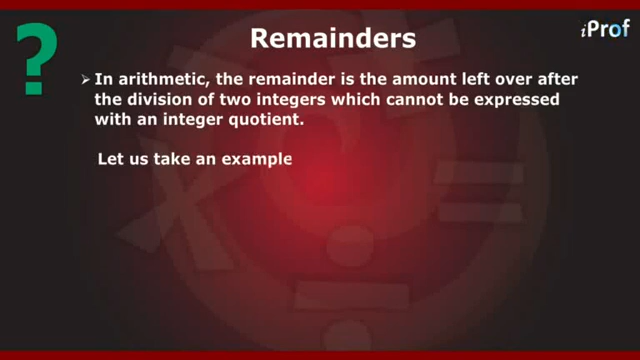 ?
iProf
Remainders
➢ In arithmetic, the remainder is the amount left over after
the division of two integers which cannot be expressed
with an integer quotient.
Let us take an example